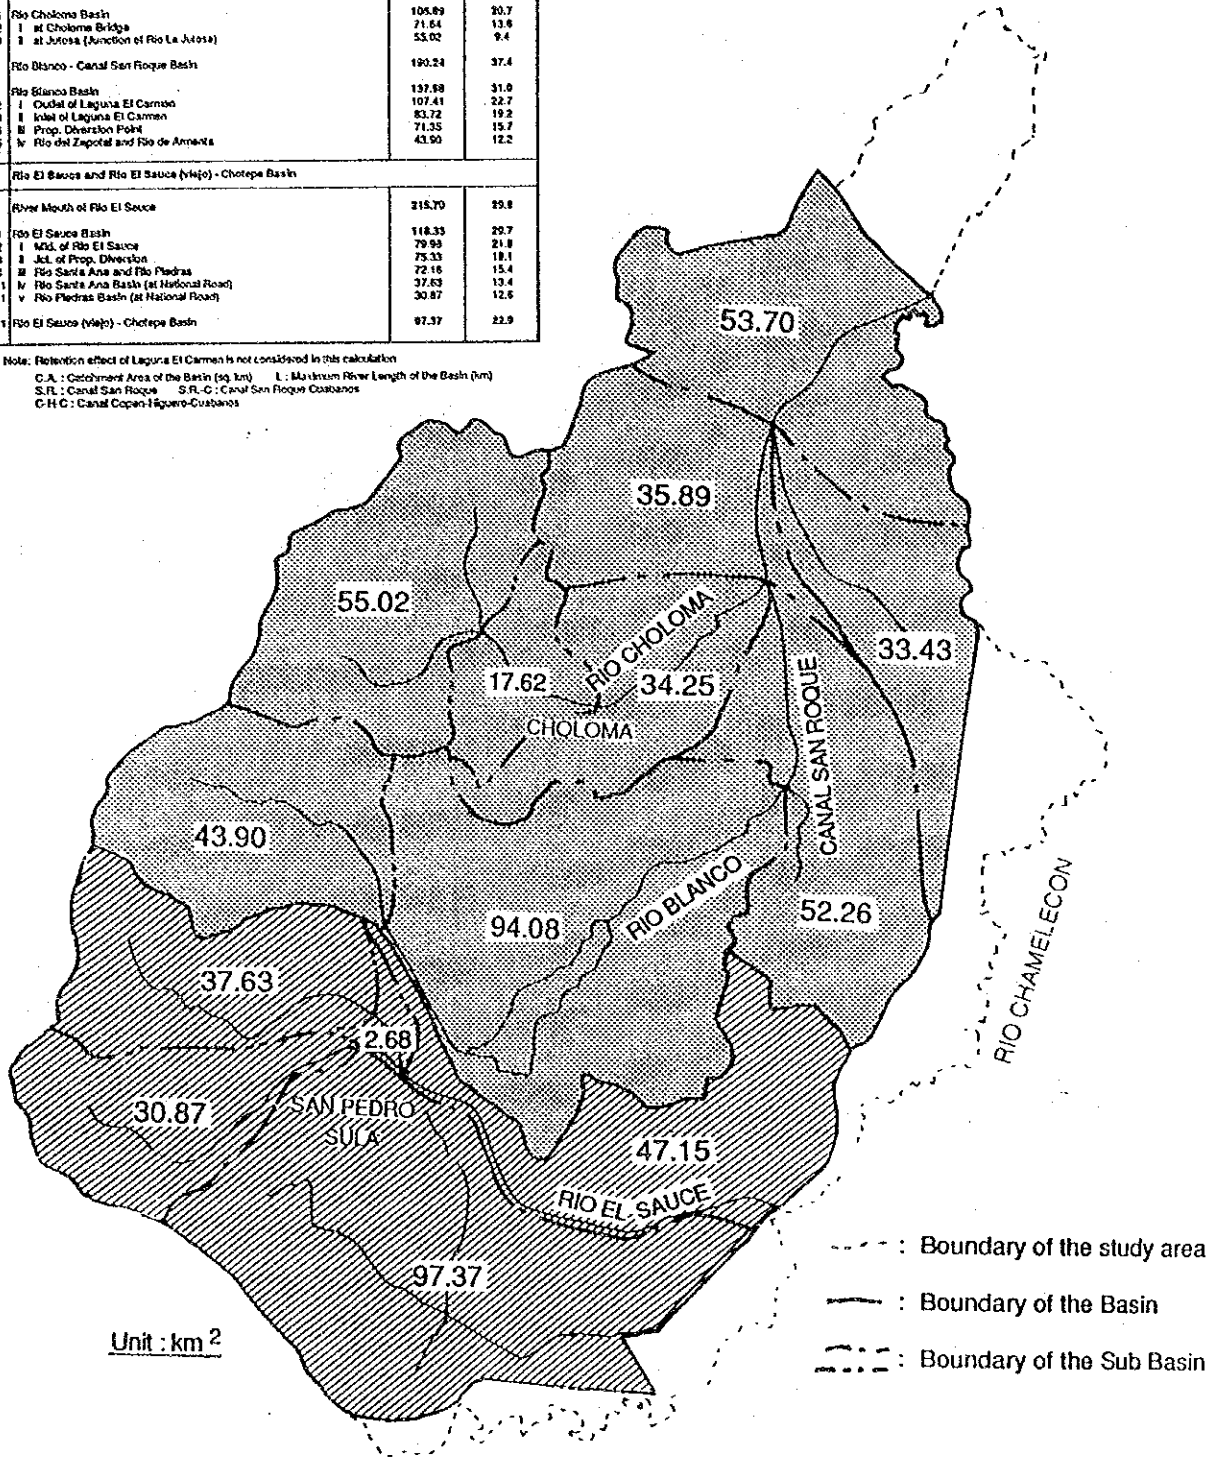 Rio Choloma Basin 105.89 20.7
I at Choloma Bridge 71.64 13.8
II at Jutosa (Junction of Rio La Jutosa) 55.02 9.4
Rio Blanco - Canal San Roque Basin 190.24 37.4
Rio Blanco Basin 137.98 31.0
I Outlet of Laguna El Carmen 107.41 22.7
II Inlet of Laguna El Carmen 83.72 19.2
III Prop. Diversion Point 71.35 15.7
IV Rio del Zapotal and Rio de Armenta 43.90 12.2
Rio El Sauce and Rio El Sauce (viejo) - Chotepe Basin
River Mouth of Rio El Sauce 215.70 29.8
Rio El Sauce Basin 118.33 29.7
I Mid. of Rio El Sauce 79.93 21.8
II Jct. of Prop. Diversion 75.33 18.1
III Rio Santa Ana and Rio Piedras 72.16 15.4
IV Rio Santa Ana Basin (at National Road) 37.63 13.4
V Rio Piedras Basin (at National Road) 30.87 12.6
Rio El Sauce (viejo) - Chotepe Basin 97.37 22.9
Note: Retention effect of Laguna El Carmen is not considered in this calculation
C.A. : Catchment Area of the Basin (sq. km) L : Maximum River Length of the Basin (km)
S.R. : Canal San Roque S.R.-C : Canal San Roque Cuabanos
C-H-C : Canal Copen-Higuero-Cuabanos
53.70
35.89
55.02
RIO CHOLOMA
33.43
17.62
34.25
CHOLOMA
CANAL SAN ROQUE
43.90
RIO BLANCO
52.26
94.08
RIO CHAMELECON
37.63
2.68
30.87
SAN PEDRO
SULA
47.15
RIO EL SAUCE
97.37
: Boundary of the study area
: Boundary of the Basin
Unit : km 2
: Boundary of the Sub Basin